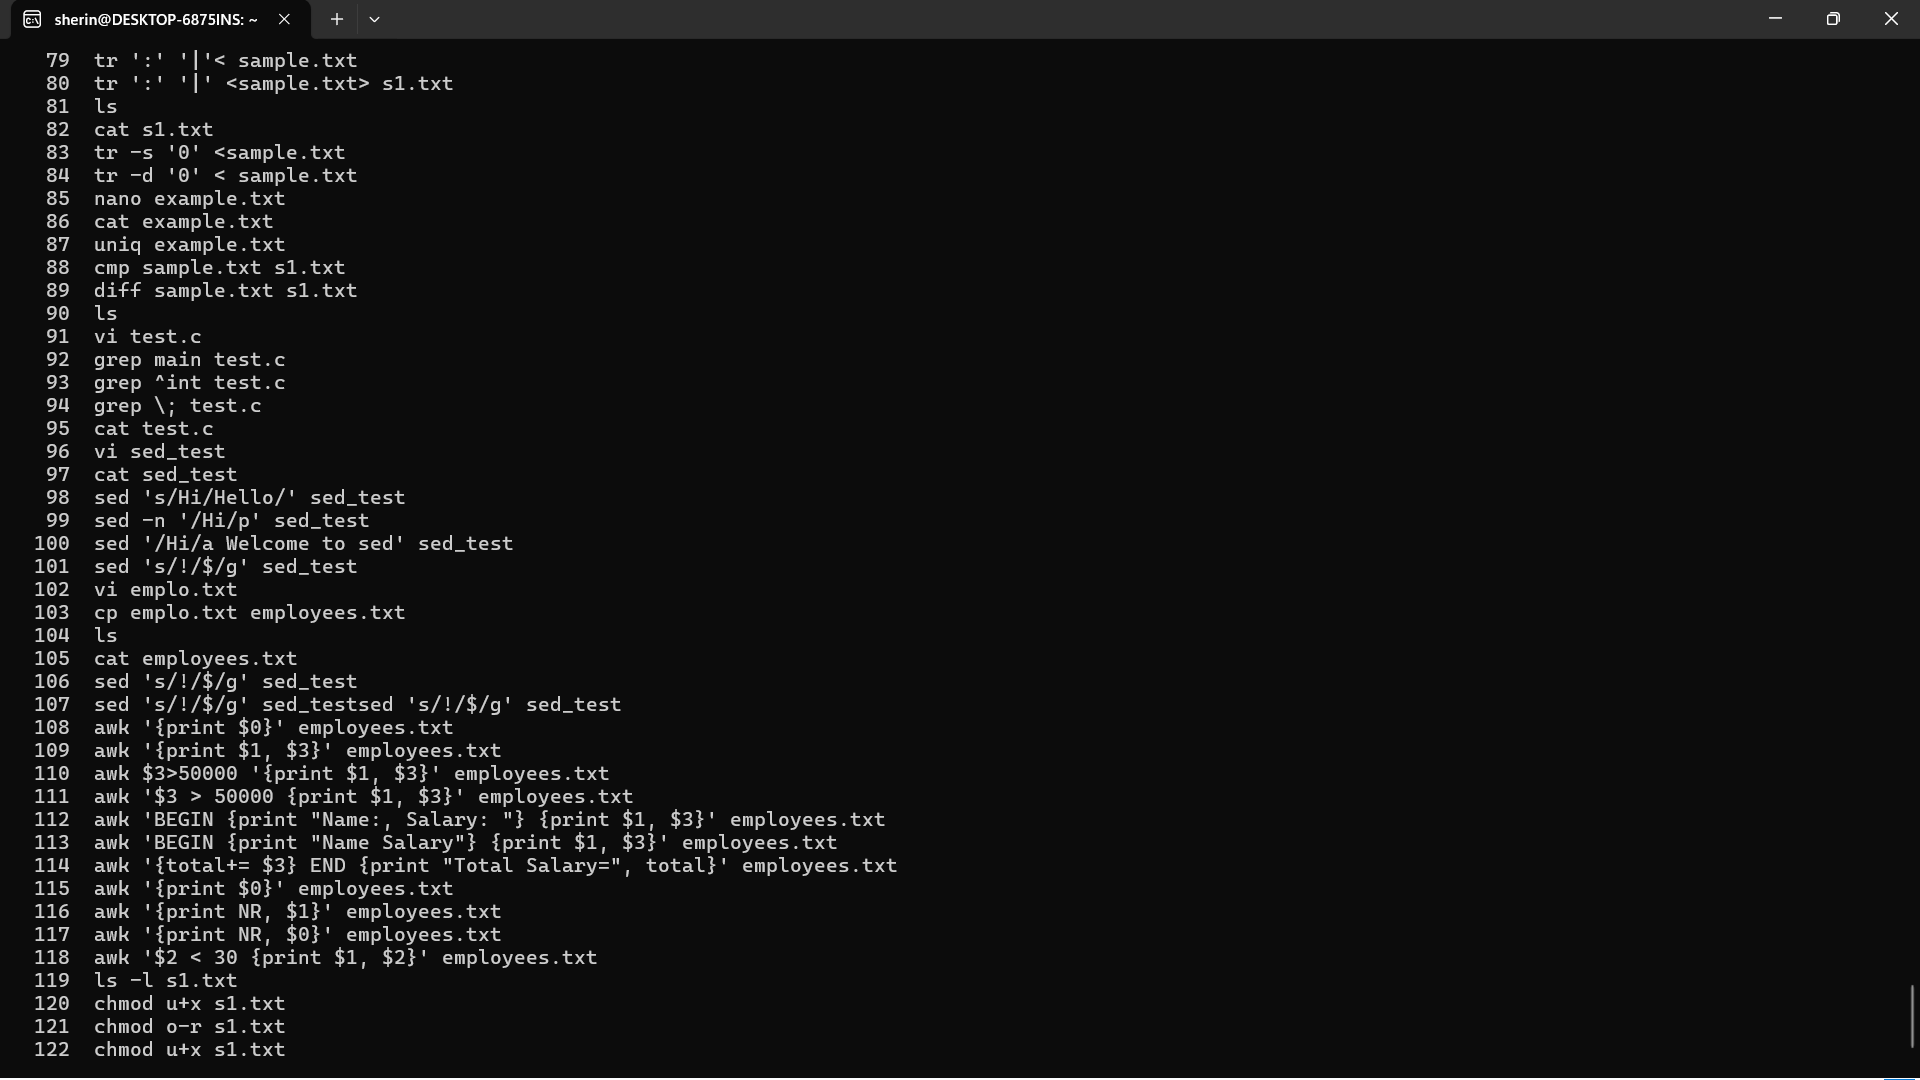 sherin@DESKTOP-6875INS: ~
79 tr ':' '|'< sample.txt
80 tr ':' '|' <sample.txt> s1.txt
81 ls
82 cat s1.txt
83 tr -s '0' <sample.txt
84 tr -d '0' < sample.txt
85 nano example.txt
86 cat example.txt
87 uniq example.txt
88 cmp sample.txt s1.txt
89 diff sample.txt s1.txt
90 ls
91 vi test.c
92 grep main test.c
93 grep ^int test.c
94 grep \; test.c
95 cat test.c
96 vi sed_test
97 cat sed_test
98 sed 's/Hi/Hello/' sed_test
99 sed -n '/Hi/p' sed_test
100 sed '/Hi/a Welcome to sed' sed_test
101 sed 's/!/$/g' sed_test
102 vi emplo.txt
103 cp emplo.txt employees.txt
104 ls
105 cat employees.txt
106 sed 's/!/$/g' sed_test
107 sed 's/!/$/g' sed_testsed 's/!/$/g' sed_test
108 awk '{print $0}' employees.txt
109 awk '{print $1, $3}' employees.txt
110 awk $3>50000 '{print $1, $3}' employees.txt
111 awk '$3 > 50000 {print $1, $3}' employees.txt
112 awk 'BEGIN {print "Name:, Salary: "} {print $1, $3}' employees.txt
113 awk 'BEGIN {print "Name Salary"} {print $1, $3}' employees.txt
114 awk '{total+= $3} END {print "Total Salary=", total}' employees.txt
115 awk '{print $0}' employees.txt
116 awk '{print NR, $1}' employees.txt
117 awk '{print NR, $0}' employees.txt
118 awk '$2 < 30 {print $1, $2}' employees.txt
119 ls -l s1.txt
120 chmod u+x s1.txt
121 chmod o-r s1.txt
122 chmod u+x s1.txt